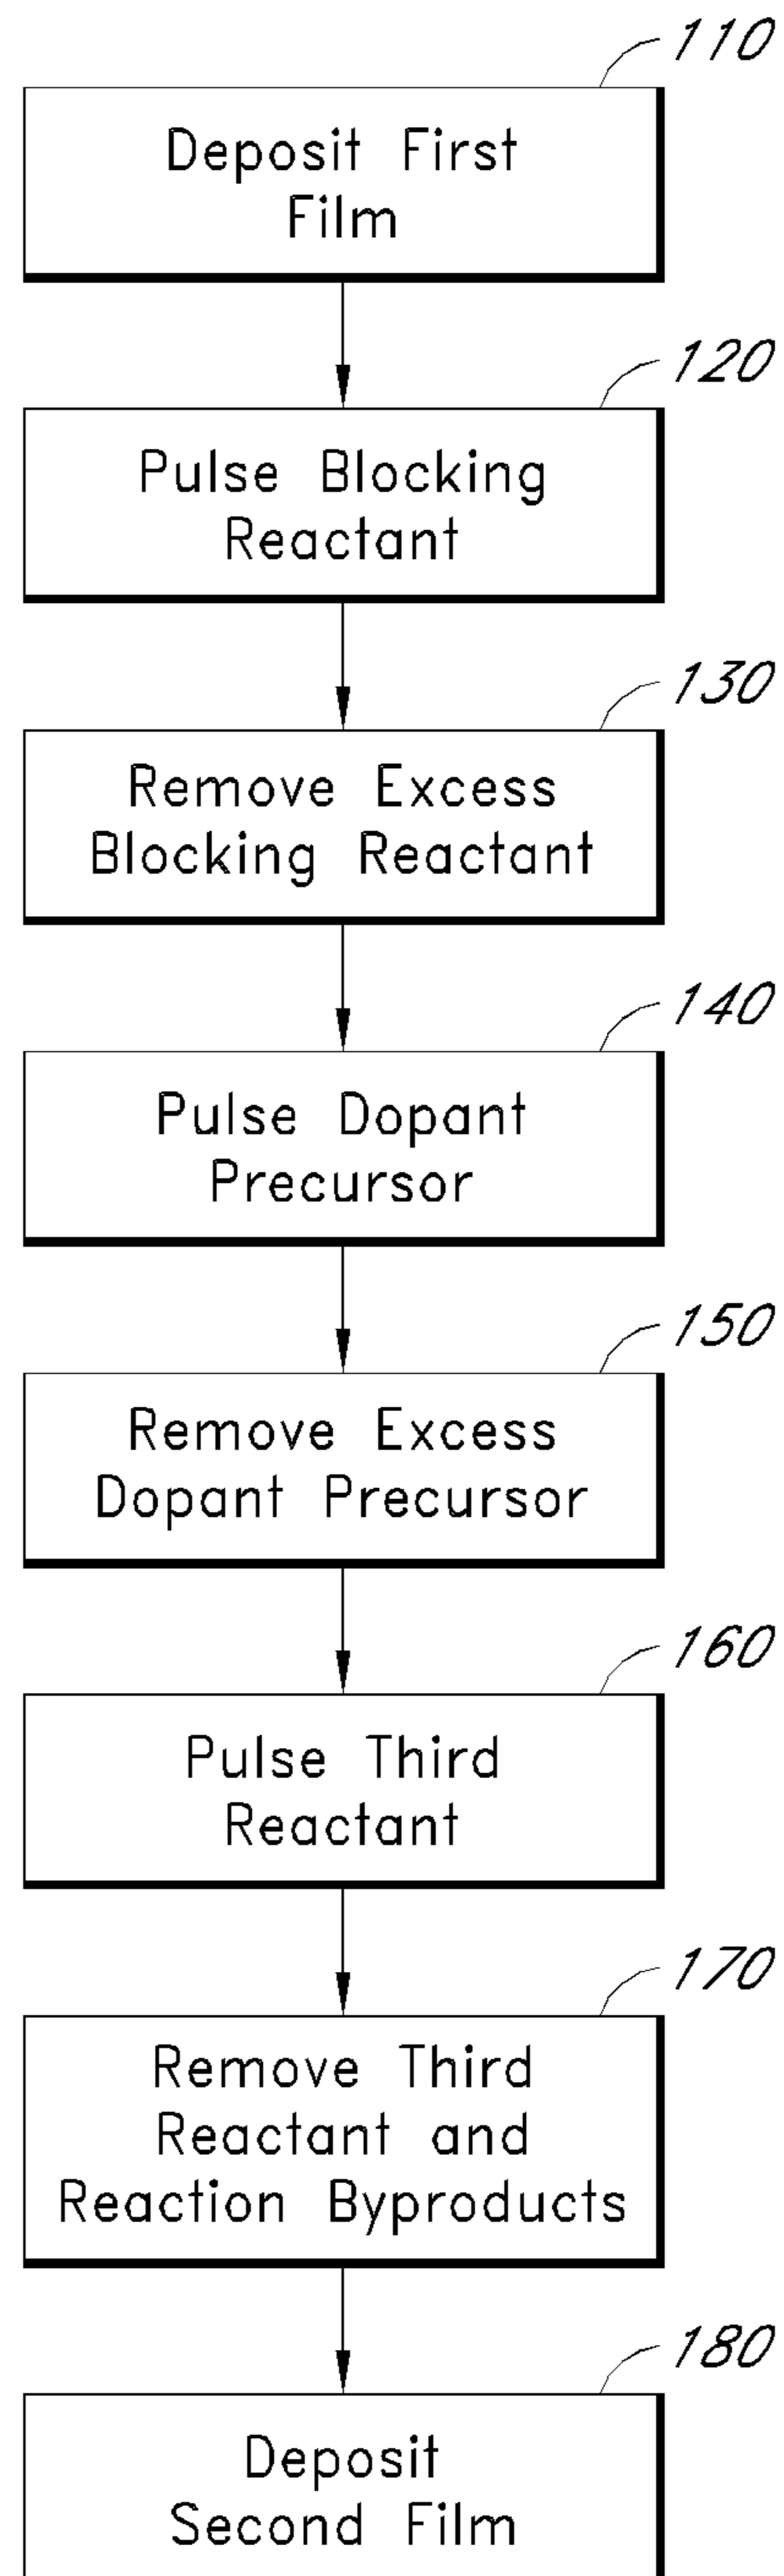 110
Deposit First
Film
120
Pulse Blocking
Reactant
130
Remove Excess
Blocking Reactant
140
Pulse Dopant
Precursor
150
Remove Excess
Dopant Precursor
160
Pulse Third
Reactant
170
Remove Third
Reactant and
Reaction Byproducts
180
Deposit
Second Film